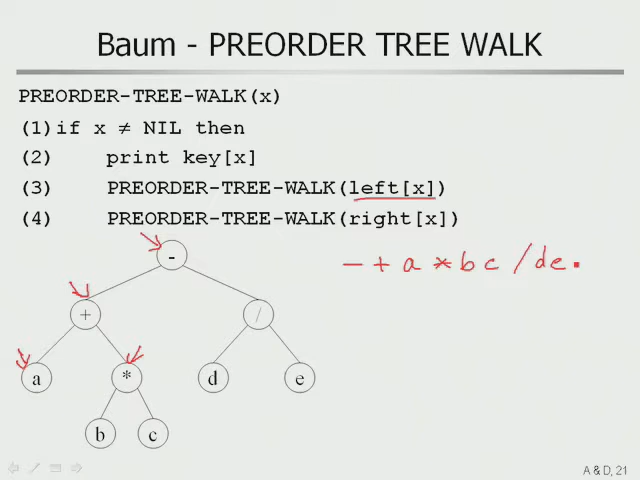 Baum - PREORDER TREE WALK
PREORDER-TREE-WALK(x)
(1)if x ≠ NIL then
(2) print key[x]
(3) PREORDER-TREE-WALK(left[x])
(4) PREORDER-TREE-WALK(right[x])
-
- + a * b c / d e
+ /
a * d e
b c
A & D, 21